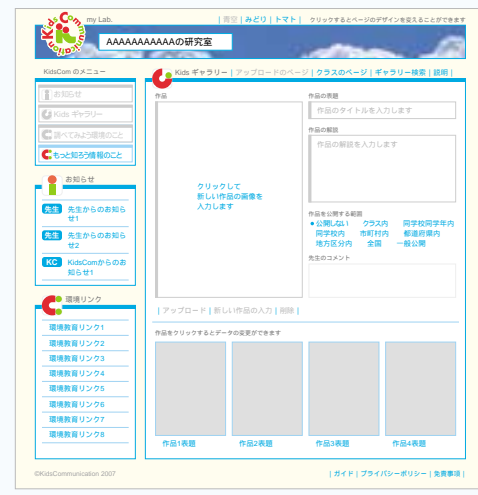 Kids Communication
my Lab.
| 青空 | みどり | トマト | クリックするとページのデザインを変えることができます
AAAAAAAAAAAの研究室
KidsCom のメニュー
お知らせ
Kids ギャラリー
調べてみよう環境のこと
もっと知ろう情報のこと
お知らせ
先生 先生からのお知ら
せ1
先生 先生からのお知ら
せ2
KC KidsComからのお
知らせ1
環境リンク
環境教育リンク1
環境教育リンク2
環境教育リンク3
環境教育リンク4
環境教育リンク5
環境教育リンク6
環境教育リンク7
環境教育リンク8
Kids ギャラリー | アップロードのページ | クラスのページ | ギャラリー検索 | 説明 |
作品
クリックして
新しい作品の画像を
入力します
作品の表題
作品のタイトルを入力します
作品の解説
作品の解説を入力します
作品を公開する範囲
●公開しない クラス内 同学校同学年内
同学校内 市町村内 都道府県内
地方区分内 全国 一般公開
先生のコメント
| アップロード | 新しい作品の入力 | 削除 |
作品をクリックするとデータの変更ができます
作品1表題 作品2表題 作品3表題 作品4表題
©KidsCommunication 2007
| ガイド | プライバシーポリシー | 免責事項 |